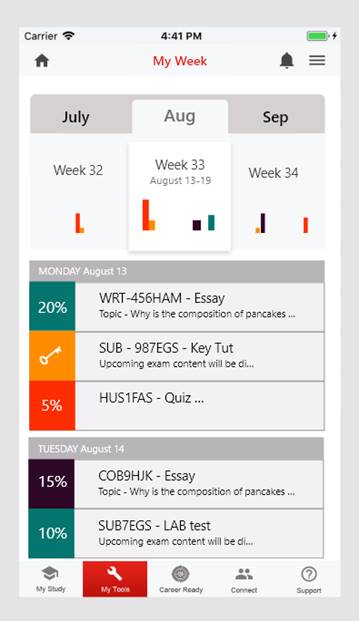 Carrier 4:41 PM
My Week
July Aug Sep
Week 32 Week 33 Week 34
August 13-19
MONDAY August 13
20% WRT-456HAM - Essay
Topic - Why is the composition of pancakes ...
SUB - 987EGS - Key Tut
Upcoming exam content will be di...
5% HUS1FAS - Quiz ...
TUESDAY August 14
15% COB9HJK - Essay
Topic - Why is the composition of pancakes ...
10% SUB7EGS - LAB test
Upcoming exam content will be di...
My Study My Tools Career Ready Connect Support